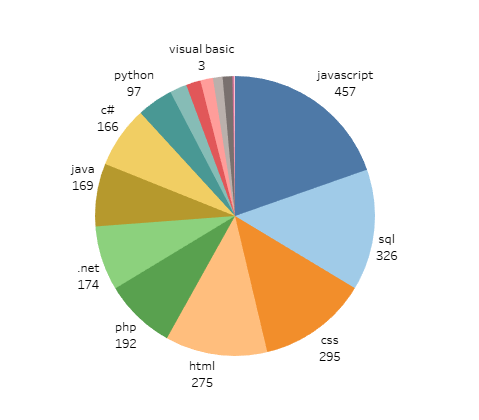 visual basic
3
javascript
457
sql
326
css
295
html
275
php
192
.net
174
java
169
c#
166
python
97